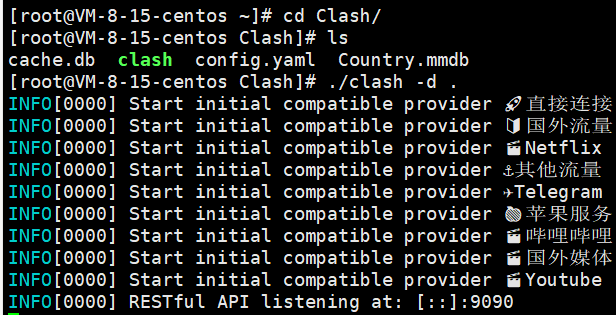 [root@VM-8-15-centos ~]# cd Clash/
[root@VM-8-15-centos Clash]# ls
cache.db  clash  config.yaml  Country.mmdb
[root@VM-8-15-centos Clash]# ./clash -d .
INFO[0000] Start initial compatible provider 🚀直接连接
INFO[0000] Start initial compatible provider 🔰国外流量
INFO[0000] Start initial compatible provider 🎬Netflix
INFO[0000] Start initial compatible provider ⚓其他流量
INFO[0000] Start initial compatible provider ✈Telegram
INFO[0000] Start initial compatible provider 🍎苹果服务
INFO[0000] Start initial compatible provider 🎬哔哩哔哩
INFO[0000] Start initial compatible provider 🎬国外媒体
INFO[0000] Start initial compatible provider 🎬Youtube
INFO[0000] RESTful API listening at: [::]:9090